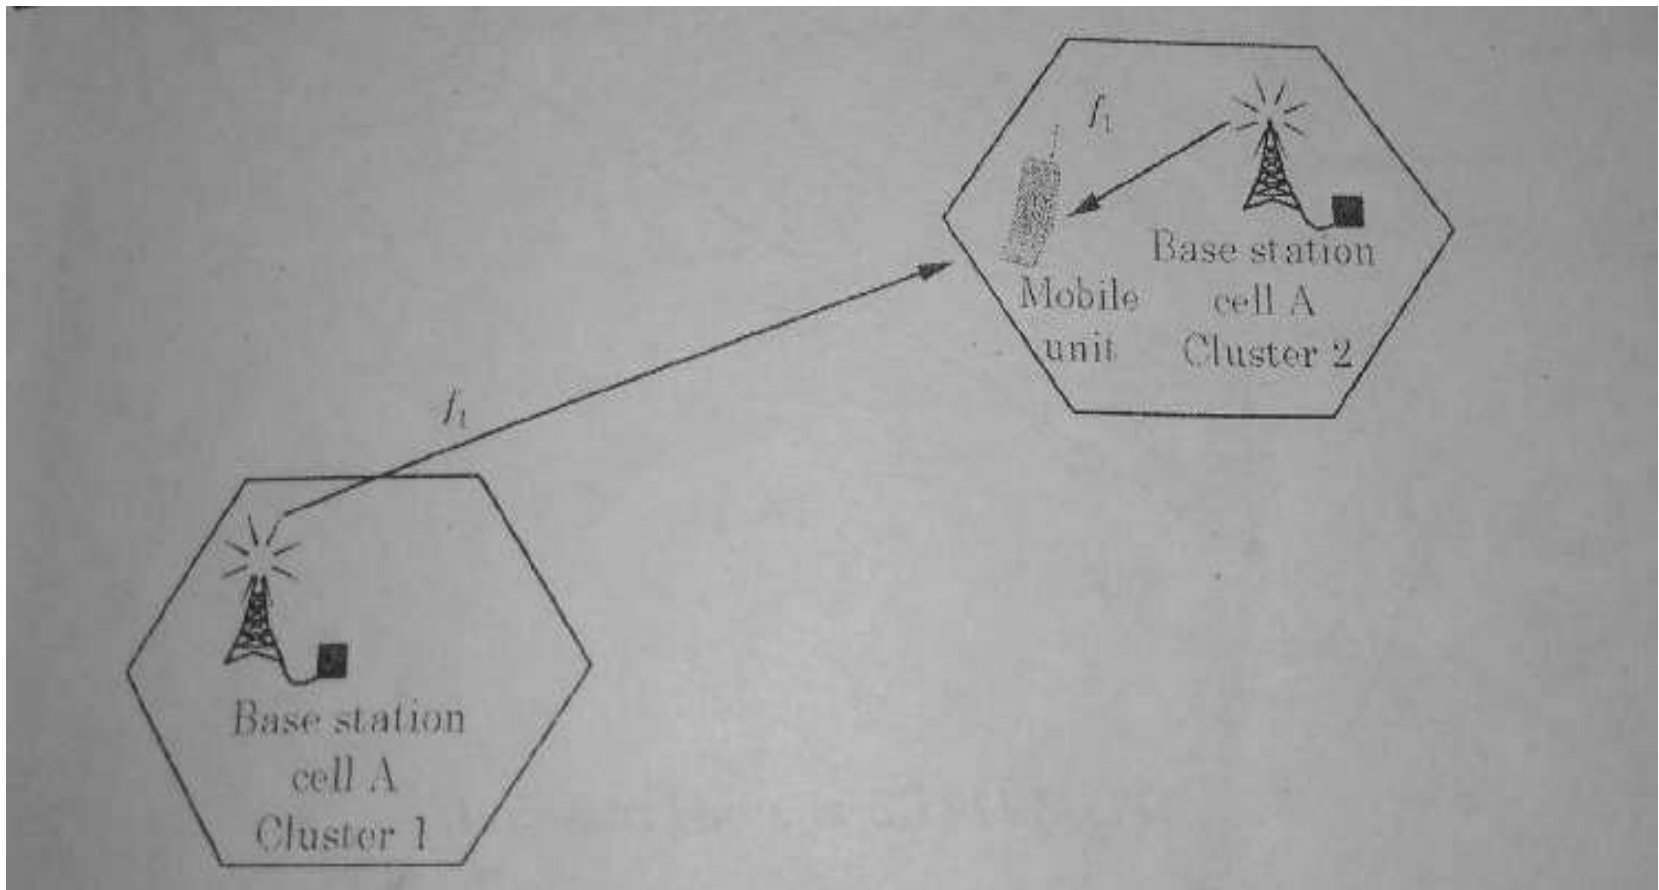 f₁
Base station
cell A
Cluster 2
Mobile
unit
f₁
Base station
cell A
Cluster 1